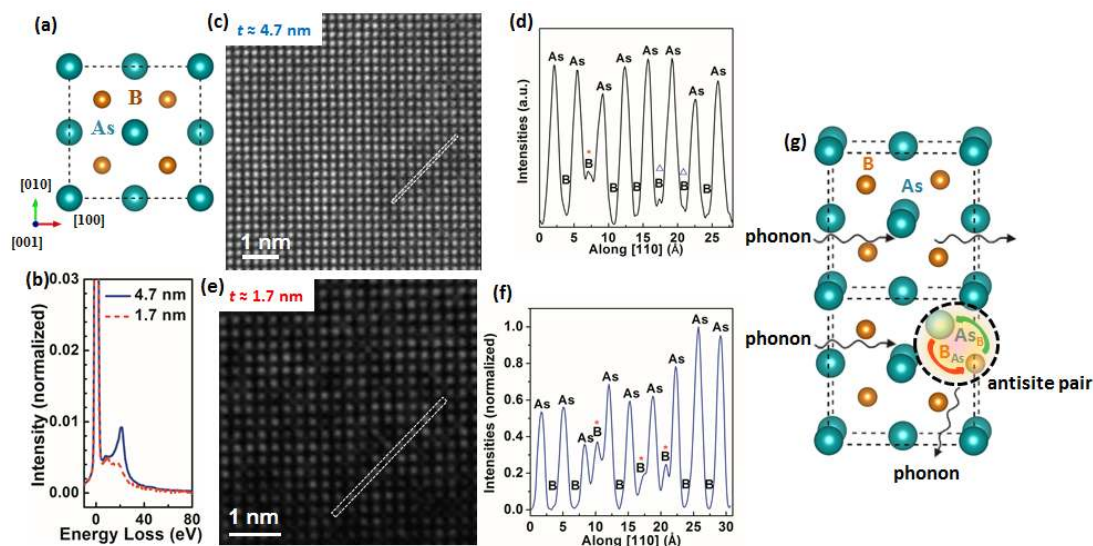 (a)
B
As
[010]
[100]
[001]
(b)
0.03
0.02
0.01
0.00
Intensity (normalized)
4.7 nm
1.7 nm
0 40 80
Energy Loss (eV)
(c)
t ≈ 4.7 nm
1 nm
(d)
Intensities (a.u.)
As As As As As As As As
* B △ △
B B B B B B
0 5 10 15 20 25
Along [110] (Å)
(e)
t ≈ 1.7 nm
1 nm
(f)
Intensities (normalized)
1.0
0.8
0.6
0.4
0.2
0.0
As As As As As As As As As
* B * B * B
B B B B B
0 5 10 15 20 25 30
Along [110] (Å)
(g)
B
As
phonon
phonon
AsB
BAs
antisite pair
phonon